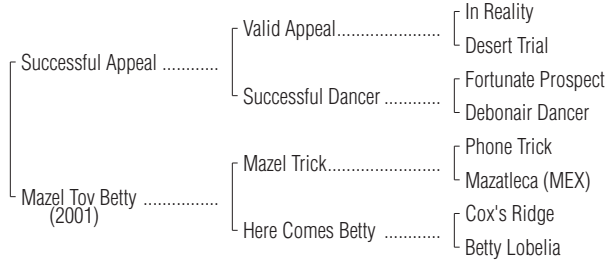 In Reality
Valid Appeal.....................
Desert Trial
Successful Appeal ............
Fortunate Prospect
Successful Dancer ............
Debonair Dancer
Phone Trick
Mazel Trick.......................
Mazatleca (MEX)
Mazel Tov Betty ................
(2001)
Cox's Ridge
Here Comes Betty ............
Betty Lobelia